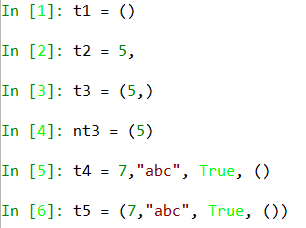 In [1]: t1 = ()
In [2]: t2 = 5,
In [3]: t3 = (5,)
In [4]: nt3 = (5)
In [5]: t4 = 7,"abc", True, ()
In [6]: t5 = (7,"abc", True, ())